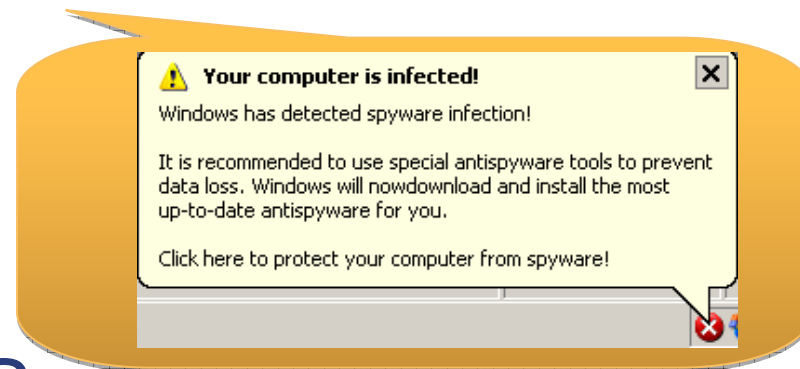 Your computer is infected!
Windows has detected spyware infection!
It is recommended to use special antispyware tools to prevent
data loss. Windows will nowdownload and install the most
up-to-date antispyware for you.
Click here to protect your computer from spyware!